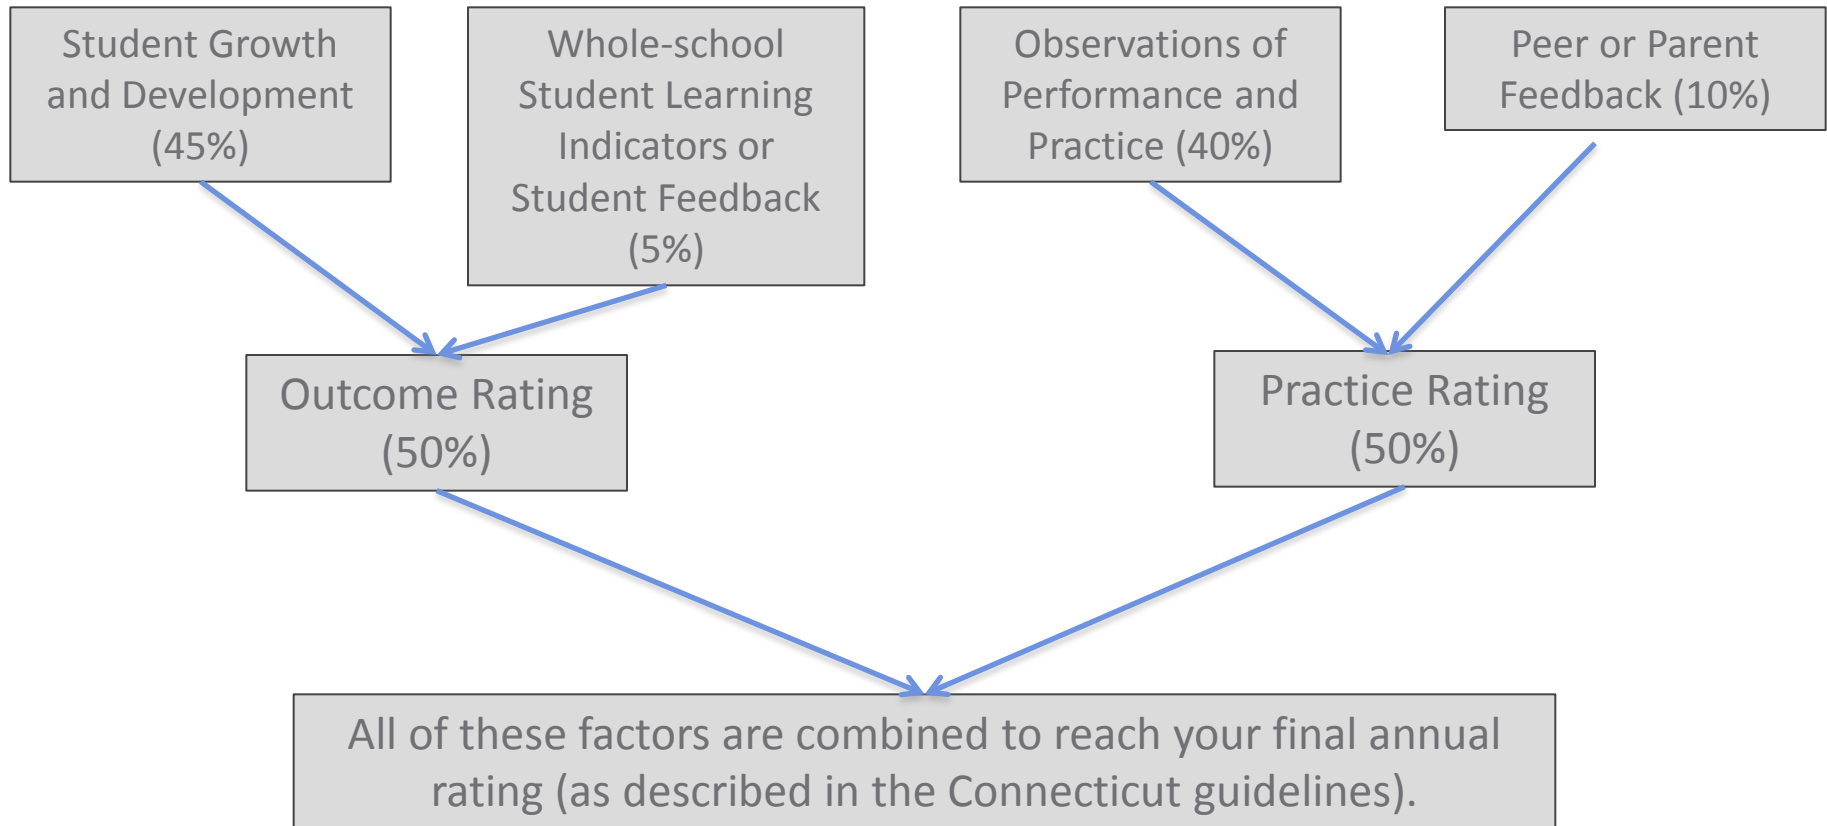 Student Growth
and Development
(45%)
Whole-school
Student Learning
Indicators or
Student Feedback
(5%)
Observations of
Performance and
Practice (40%)
Peer or Parent
Feedback (10%)
Outcome Rating
(50%)
Practice Rating
(50%)
All of these factors are combined to reach your final annual
rating (as described in the Connecticut guidelines).